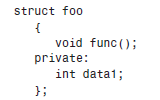 struct foo
{
void func();
private:
int data1;
};